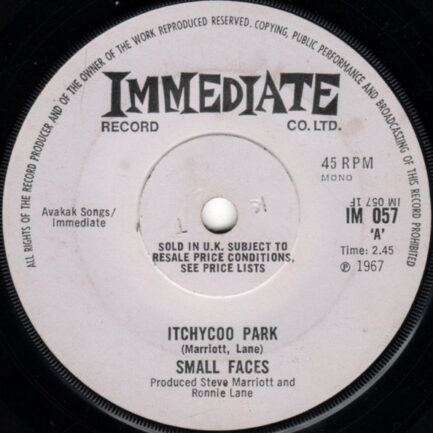 ALL RIGHTS OF THE RECORD PRODUCER AND OF THE OWNER OF THE WORK REPRODUCED RESERVED. COPYING, PUBLIC PERFORMANCE AND BROADCASTING OF THIS RECORD PROHIBITED
IMMEDIATE
RECORD CO. LTD.
45 RPM
MONO
IM 057 1F
Avakak Songs/
Immediate
IM 057
'A'
Time: 2.45
℗ 1967
K T
SOLD IN U.K. SUBJECT TO
RESALE PRICE CONDITIONS,
SEE PRICE LISTS
ITCHYCOO PARK
(Marriott, Lane)
SMALL FACES
Produced Steve Marriott and
Ronnie Lane